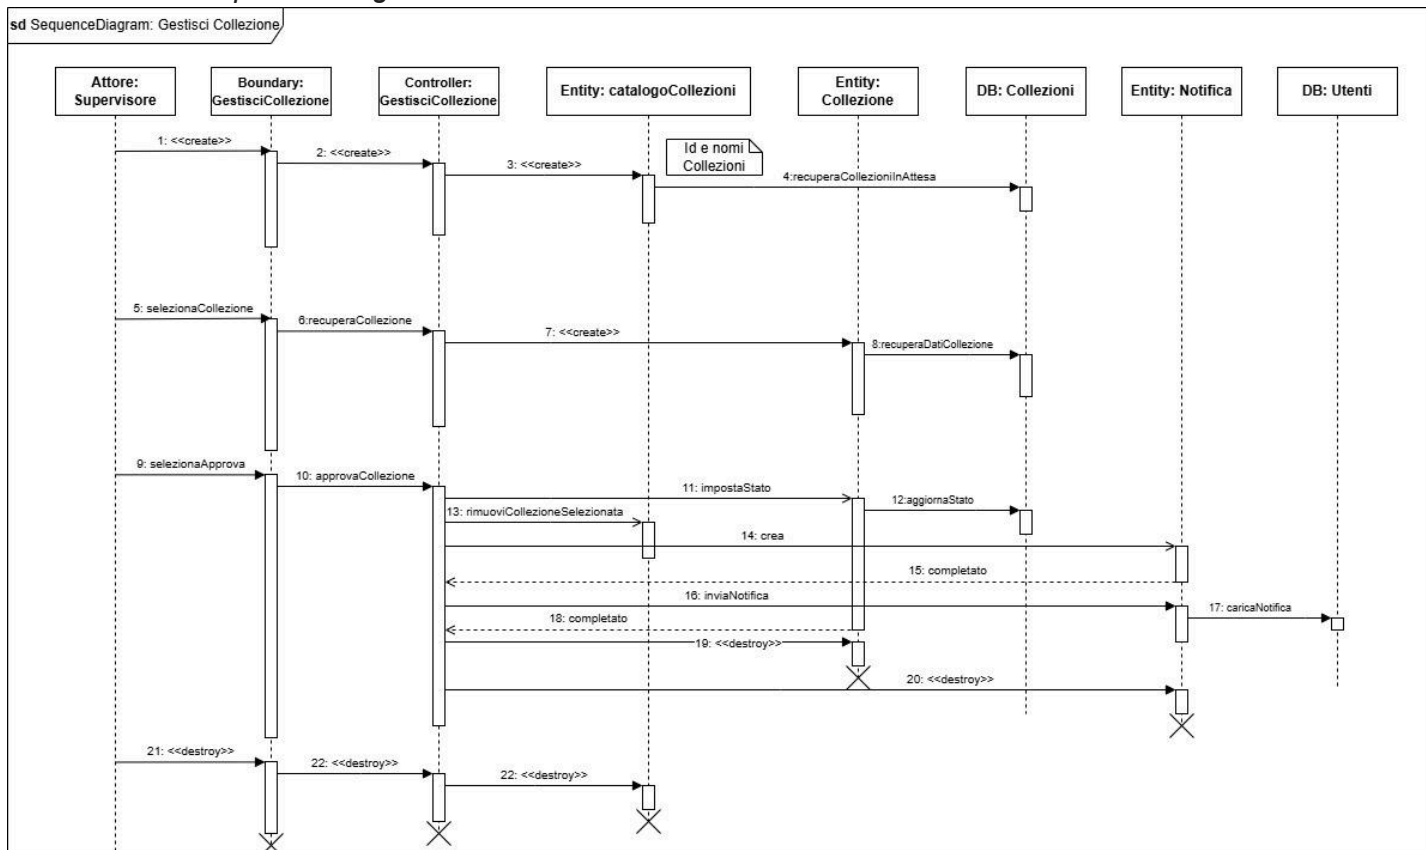 sd SequenceDiagram: Gestisci Collezione
Attore:
Supervisore
Boundary:
GestisciCollezione
Controller:
GestisciCollezione
Entity: catalogoCollezioni
Entity:
Collezione
DB: Collezioni
Entity: Notifica
DB: Utenti
1: <<create>>
2: <<create>>
3: <<create>>
Id e nomi
Collezioni
4:recuperaCollezioniInAttesa
5: selezionaCollezione
6:recuperaCollezione
7: <<create>>
8:recuperaDatiCollezione
9: selezionaApprova
10: approvaCollezione
11: impostaStato
12:aggiornaStato
13: rimuoviCollezioneSelezionata
14: crea
15: completato
16: inviaNotifica
17: caricaNotifica
18: completato
19: <<destroy>>
20: <<destroy>>
21: <<destroy>>
22: <<destroy>>
22: <<destroy>>